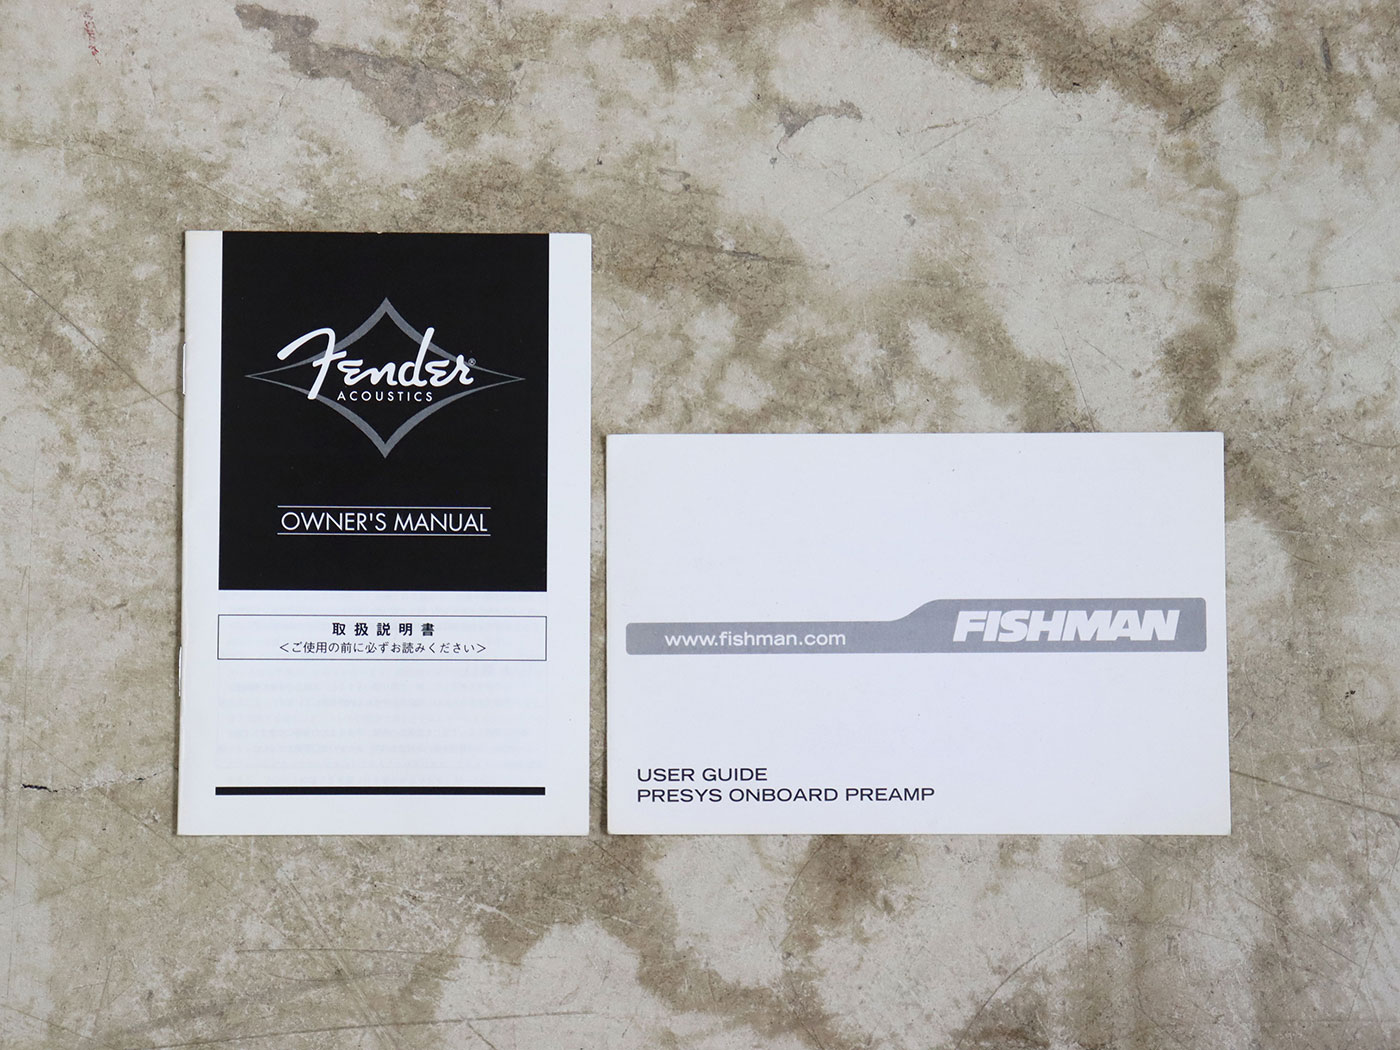 Fender®
ACOUSTICS
OWNER'S MANUAL
取扱説明書
<ご使用の前に必ずお読みください>
www.fishman.com
FISHMAN
USER GUIDE
PRESYS ONBOARD PREAMP